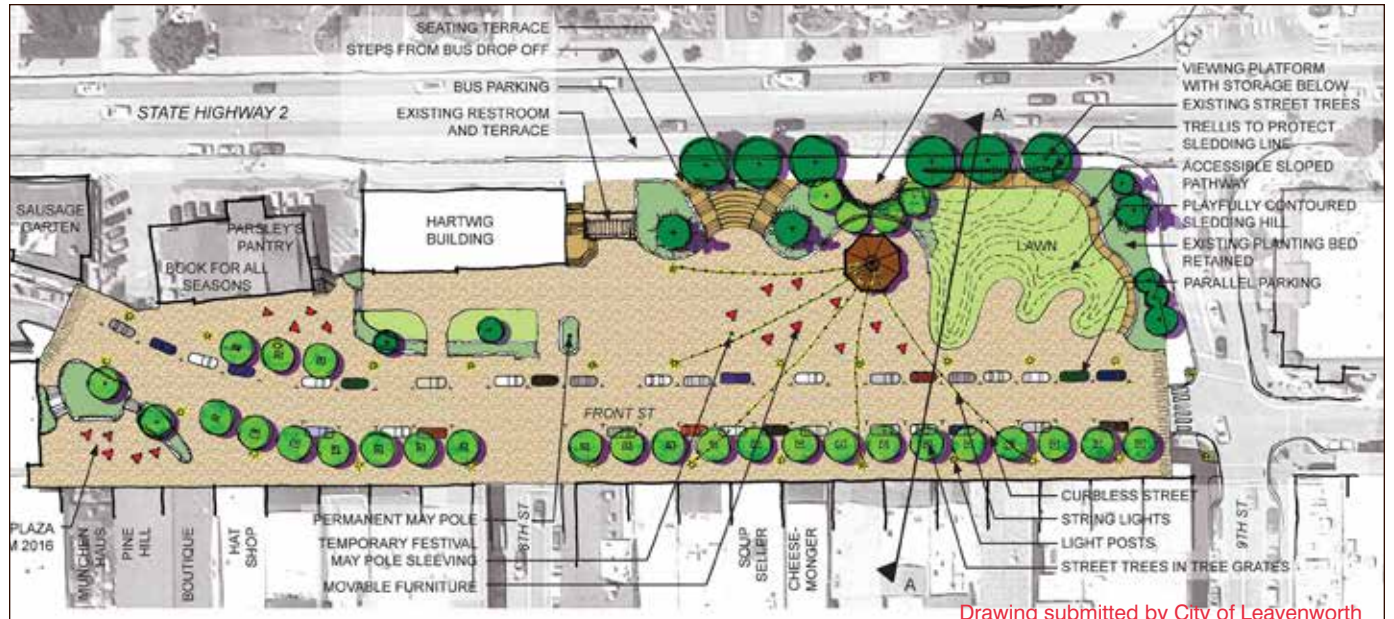 SEATING TERRACE
STEPS FROM BUS DROP OFF
BUS PARKING
EXISTING RESTROOM
AND TERRACE
STATE HIGHWAY 2
VIEWING PLATFORM
WITH STORAGE BELOW
EXISTING STREET TREES
TRELLIS TO PROTECT
SLEDDING LINE
ACCESSIBLE SLOPED
PATHWAY
PLAYFULLY CONTOURED
SLEDDING HILL
EXISTING PLANTING BED
RETAINED
PARALLEL PARKING
A'
SAUSAGE
GARTEN
PARSLEY'S
PANTRY
BOOK FOR ALL
SEASONS
HARTWIG
BUILDING
LAWN
FRONT ST
PLAZA
M 2016
MUNCHEN
HAUS
PINE
HILL
BOUTIQUE
HAT
SHOP
PERMANENT MAY POLE
TEMPORARY FESTIVAL
MAY POLE SLEEVING
MOVABLE FURNITURE
8TH ST
SOUP
SELLER
CHEESE-
MONGER
A
CURBLESS STREET
STRING LIGHTS
LIGHT POSTS
STREET TREES IN TREE GRATES
9TH ST
Drawing submitted by City of Leavenworth